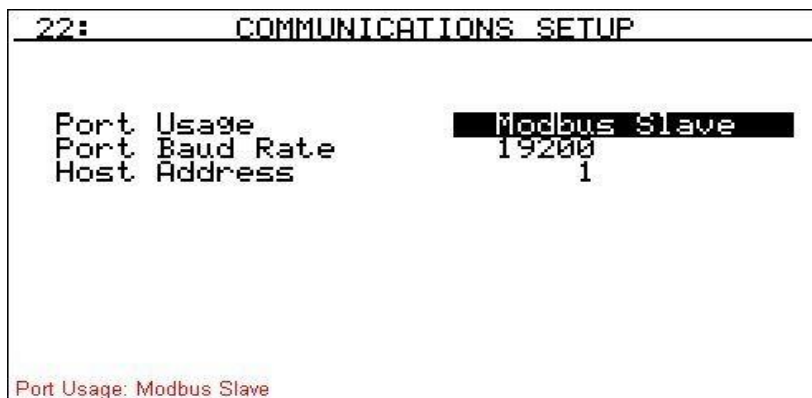 22: COMMUNICATIONS SETUP
Port Usage Modbus Slave
Port Baud Rate 19200
Host Address 1
Port Usage: Modbus Slave